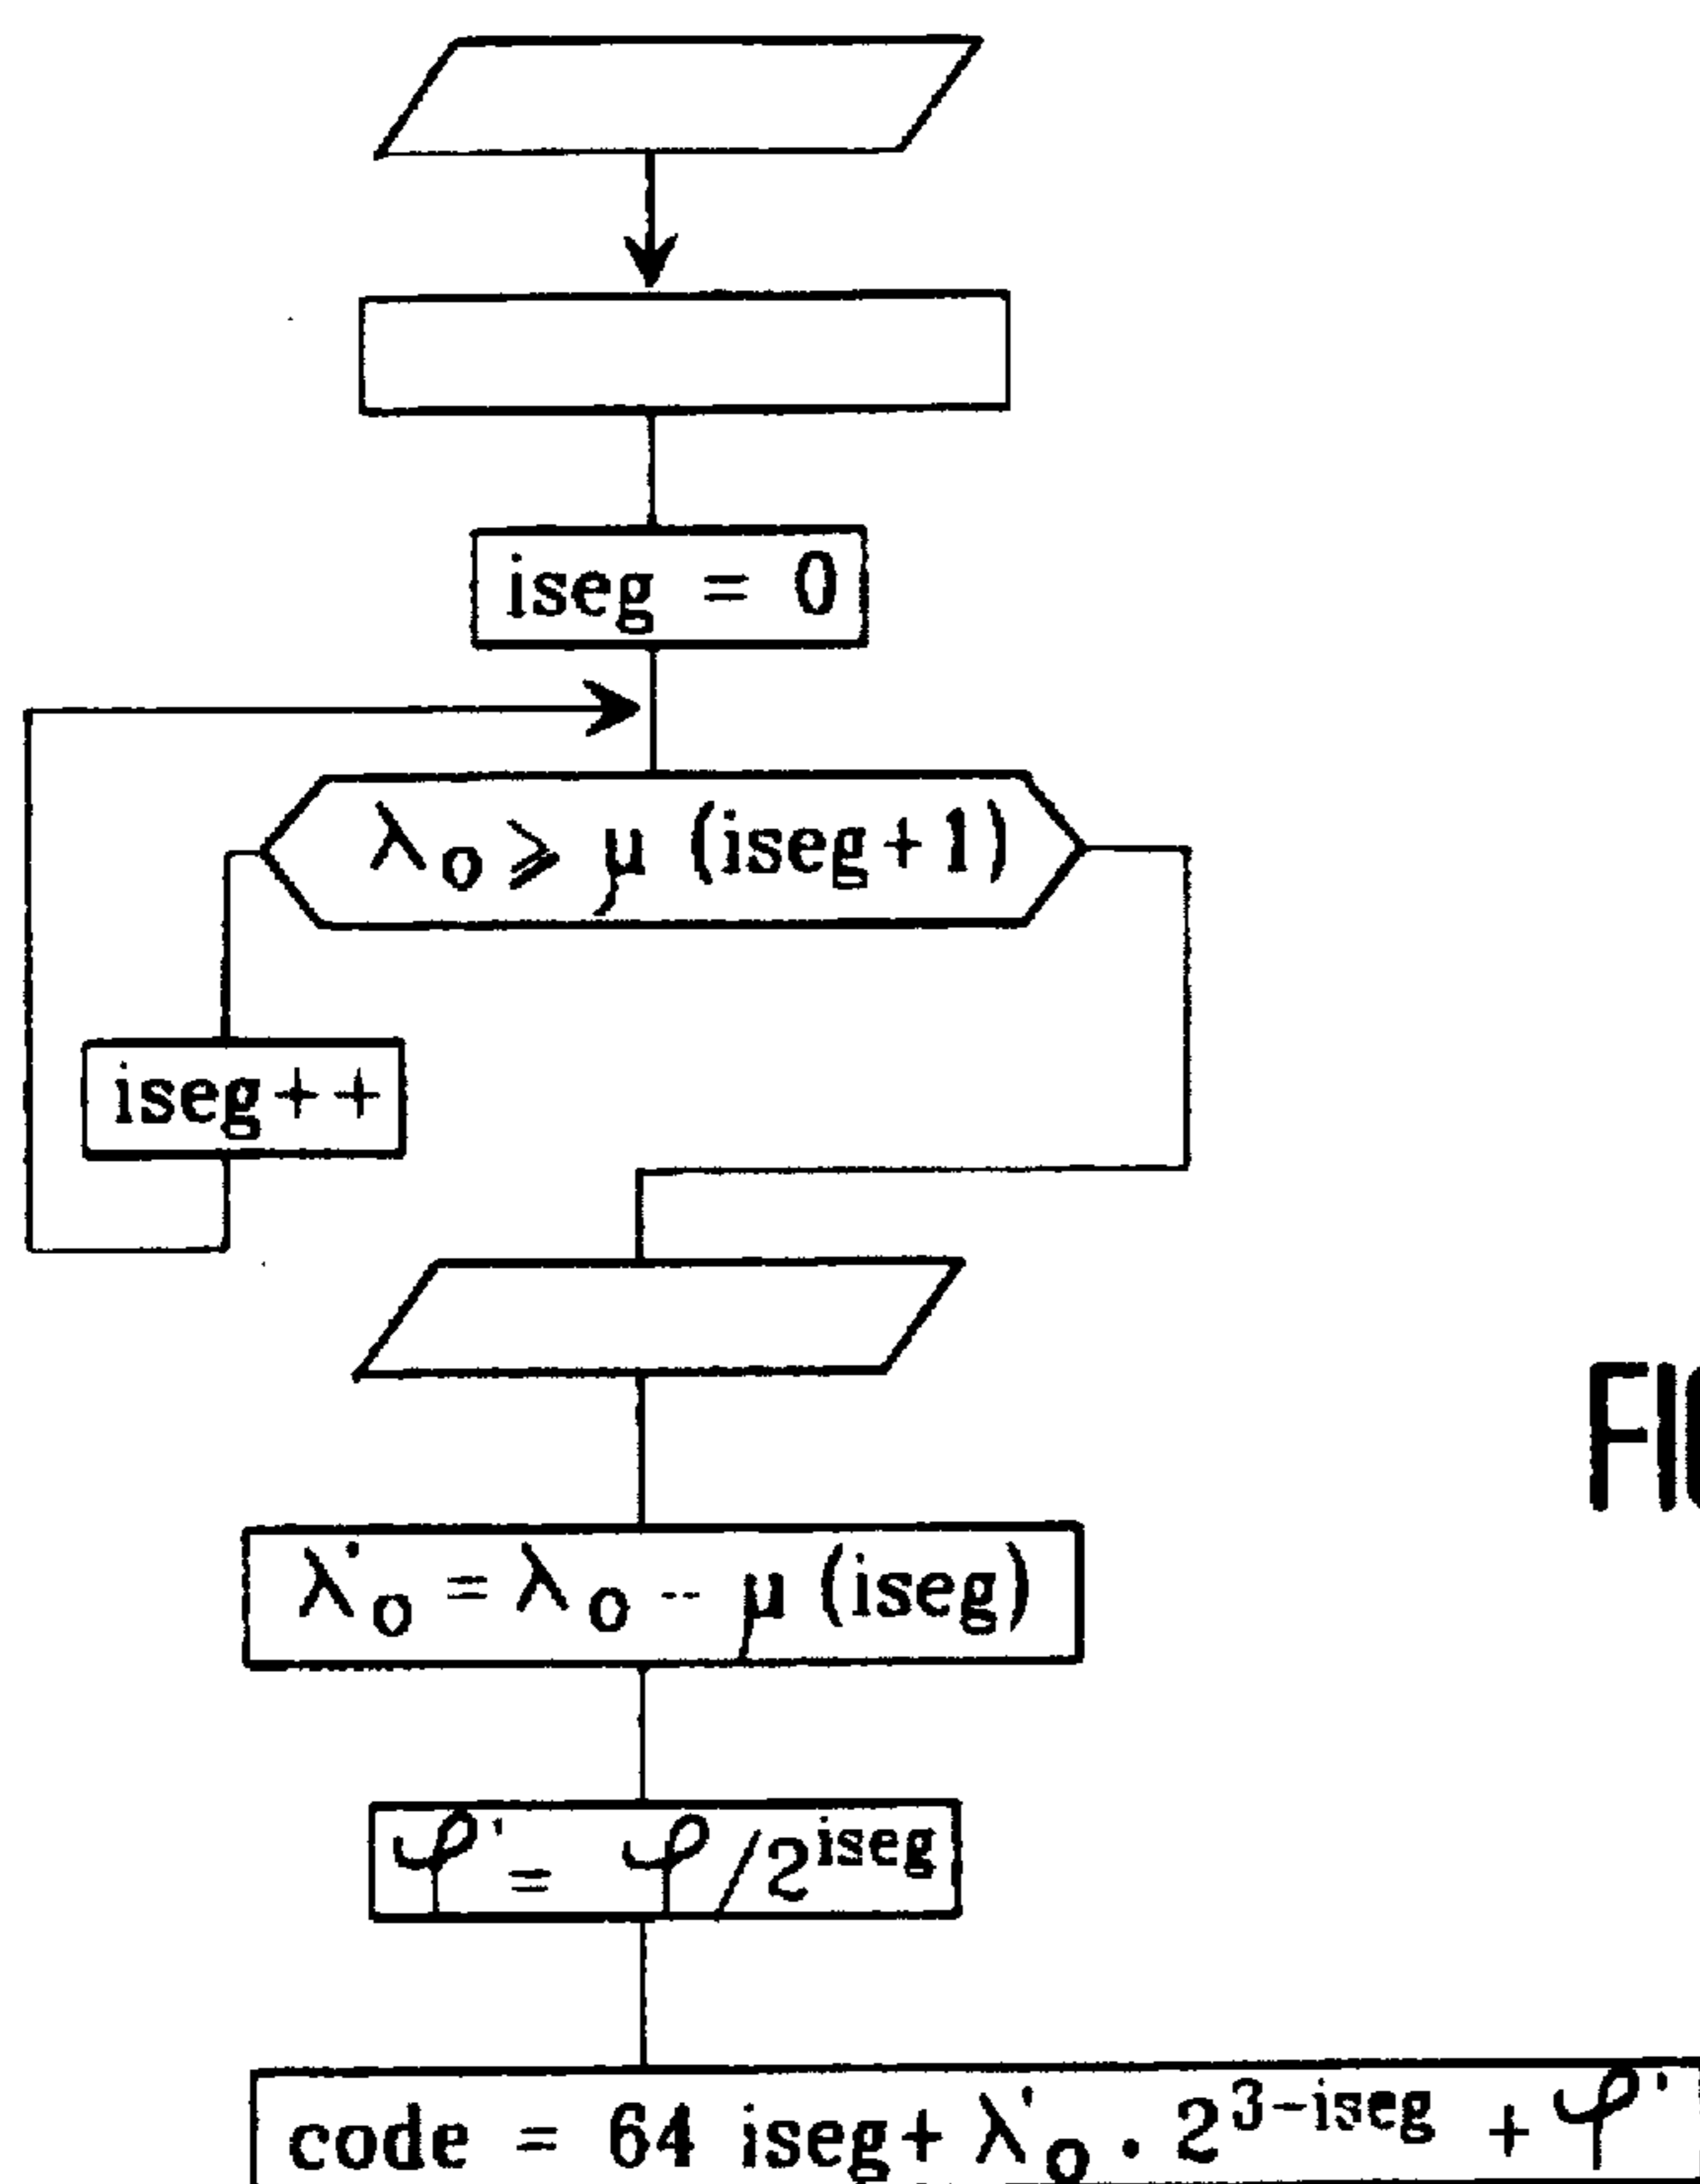 iseg = 0
λ₀ ⩾ μ (iseg+1)
iseg++
λ'₀ = λ₀ - μ (iseg)
φ' = φ/2^iseg
code = 64 iseg + λ'₀ · 2^3-iseg + φ'